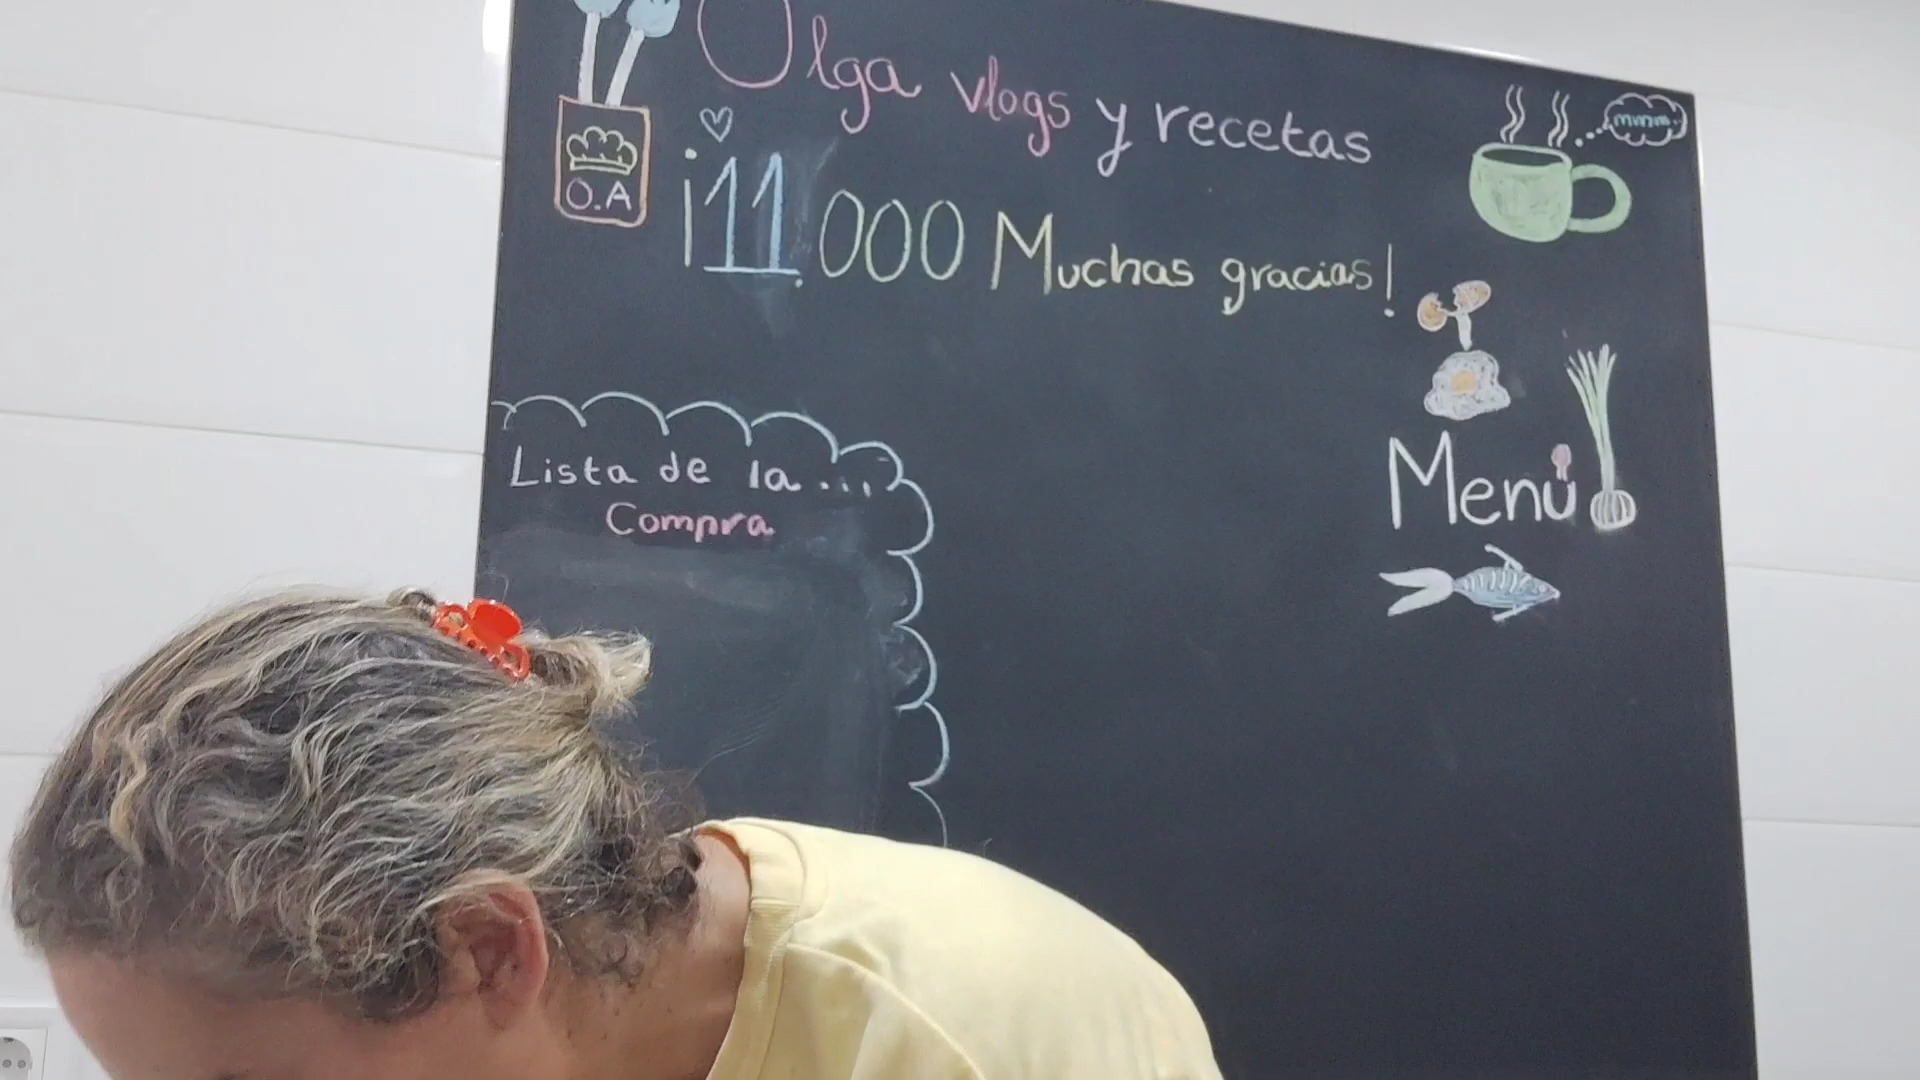 Olga vlogs y recetas
mmm
O.A
¡11.000 Muchas gracias!
Lista de la...
Compra
Menú